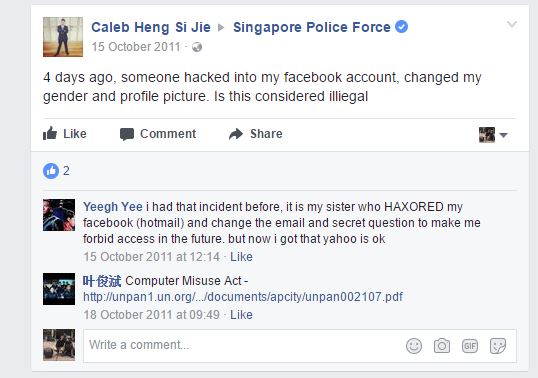 Caleb Heng Si Jie ▸ Singapore Police Force
15 October 2011 ·
4 days ago, someone hacked into my facebook account, changed my
gender and profile picture. Is this considered illiegal
Like Comment Share
2
Yeegh Yee i had that incident before, it is my sister who HAXORED my
facebook (hotmail) and change the email and secret question to make me
forbid access in the future. but now i got that yahoo is ok
15 October 2011 at 12:14 · Like
叶俊斌 Computer Misuse Act -
http://unpan1.un.org/.../documents/apcity/unpan002107.pdf
18 October 2011 at 09:49 · Like
Write a comment...
GIF